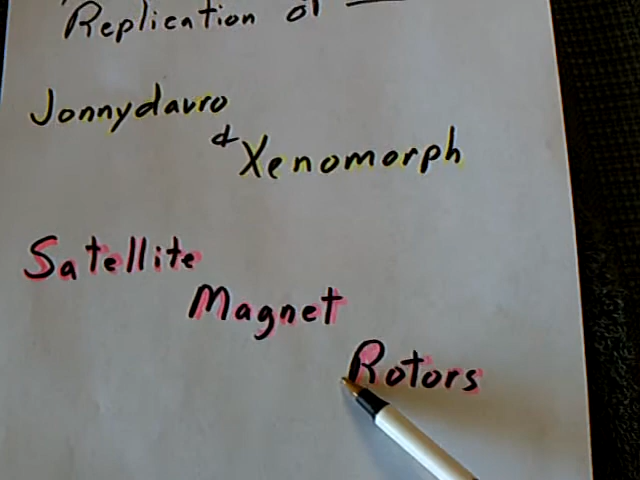 Replication of
Jonnydavro
& Xenomorph
Satellite
Magnet
Rotors